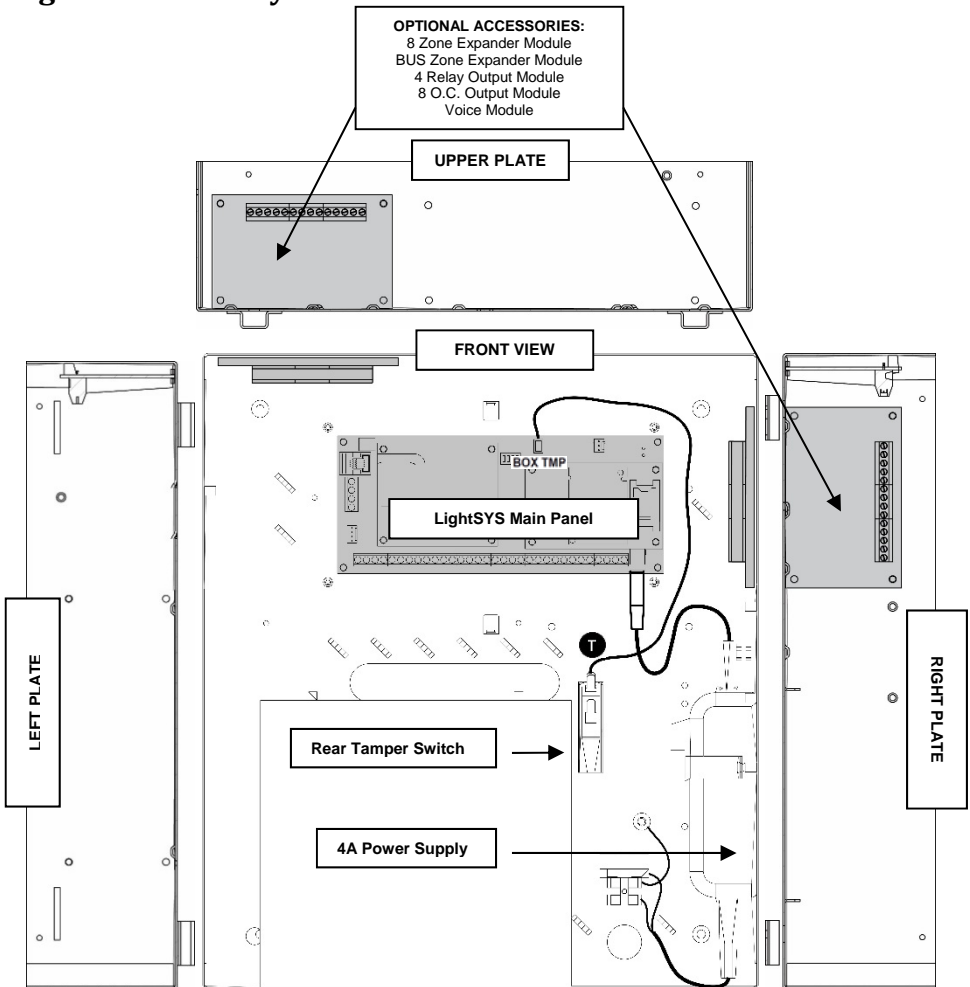 OPTIONAL ACCESSORIES:
8 Zone Expander Module
BUS Zone Expander Module
4 Relay Output Module
8 O.C. Output Module
Voice Module
UPPER PLATE
FRONT VIEW
BOX TMP
LightSYS Main Panel
T
LEFT PLATE
RIGHT PLATE
Rear Tamper Switch
4A Power Supply